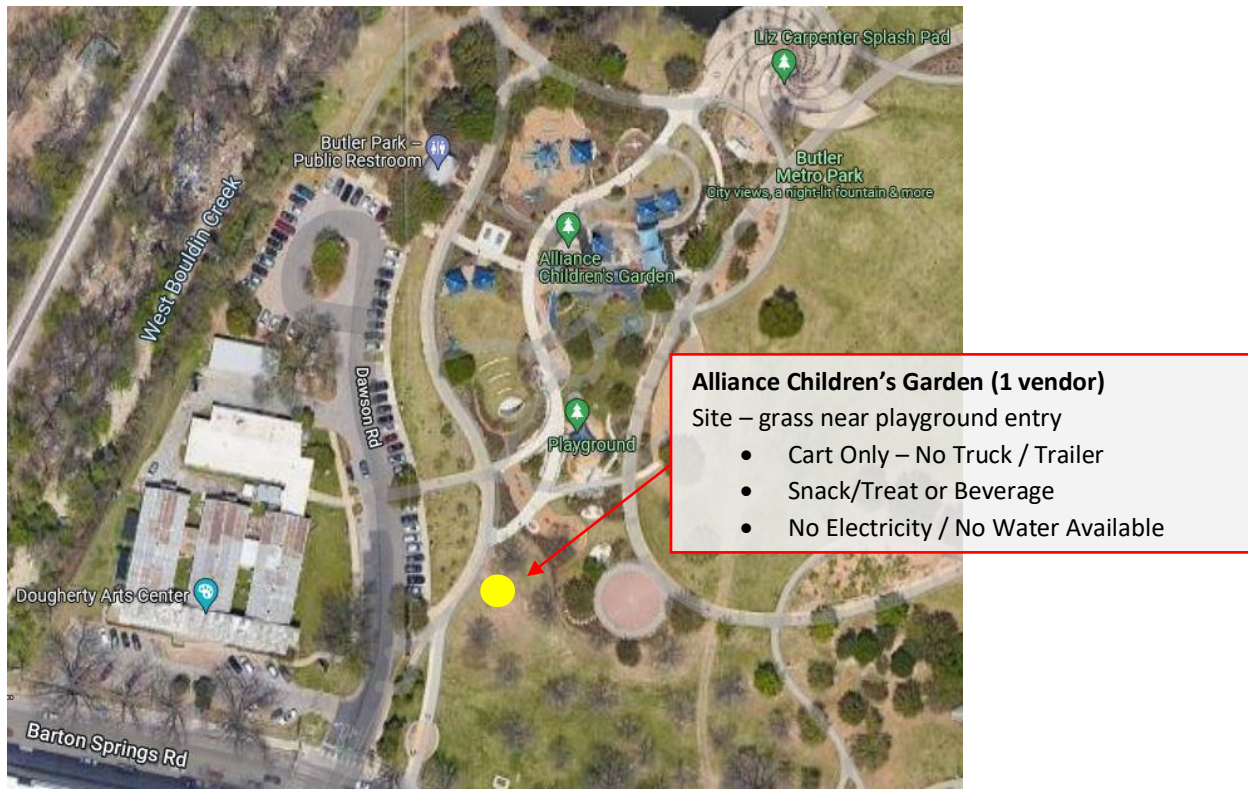 Liz Carpenter Splash Pad
Butler Park –
Public Restroom
Butler
Metro Park
City views, a night-lit fountain & more
West Bouldin Creek
Alliance
Children's Garden
Dawson Rd
Playground
Alliance Children’s Garden (1 vendor)
Site – grass near playground entry
• Cart Only – No Truck / Trailer
• Snack/Treat or Beverage
• No Electricity / No Water Available
Dougherty Arts Center
Barton Springs Rd